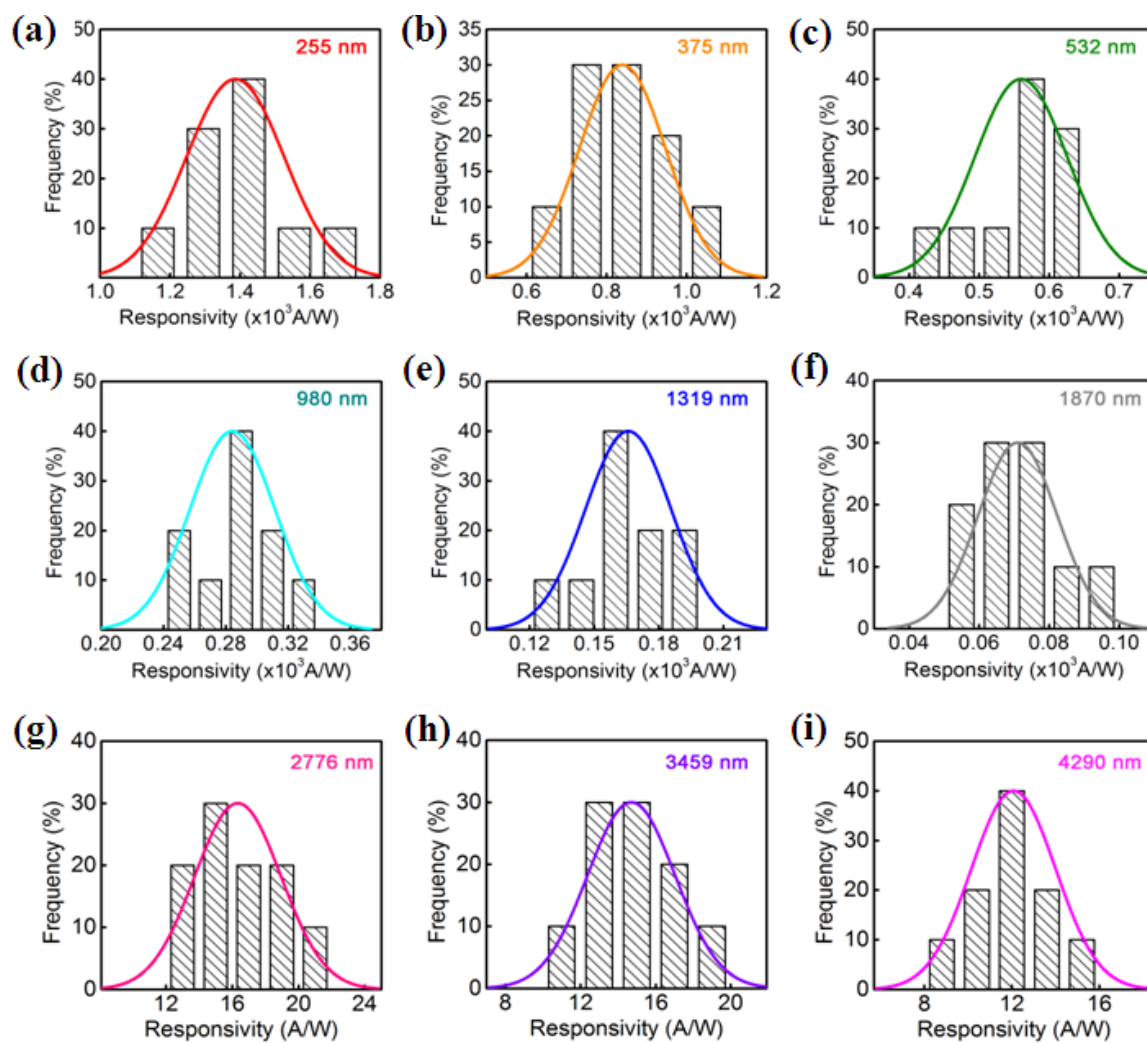 (a)
255 nm
Frequency (%)
50
40
30
20
10
0
1.0 1.2 1.4 1.6 1.8
Responsivity (x10³A/W)
(b)
375 nm
Frequency (%)
35
30
25
20
15
10
5
0
0.6 0.8 1.0 1.2
Responsivity (x10³A/W)
(c)
532 nm
Frequency (%)
50
40
30
20
10
0
0.4 0.5 0.6 0.7
Responsivity (x10³A/W)
(d)
980 nm
Frequency (%)
50
40
30
20
10
0
0.20 0.24 0.28 0.32 0.36
Responsivity (x10³A/W)
(e)
1319 nm
Frequency (%)
50
40
30
20
10
0
0.12 0.15 0.18 0.21
Responsivity (x10³A/W)
(f)
1870 nm
Frequency (%)
40
30
20
10
0
0.04 0.06 0.08 0.10
Responsivity (x10³A/W)
(g)
2776 nm
Frequency (%)
40
30
20
10
0
12 16 20 24
Responsivity (A/W)
(h)
3459 nm
Frequency (%)
40
30
20
10
0
8 12 16 20
Responsivity (A/W)
(i)
4290 nm
Frequency (%)
50
40
30
20
10
0
8 12 16
Responsivity (A/W)